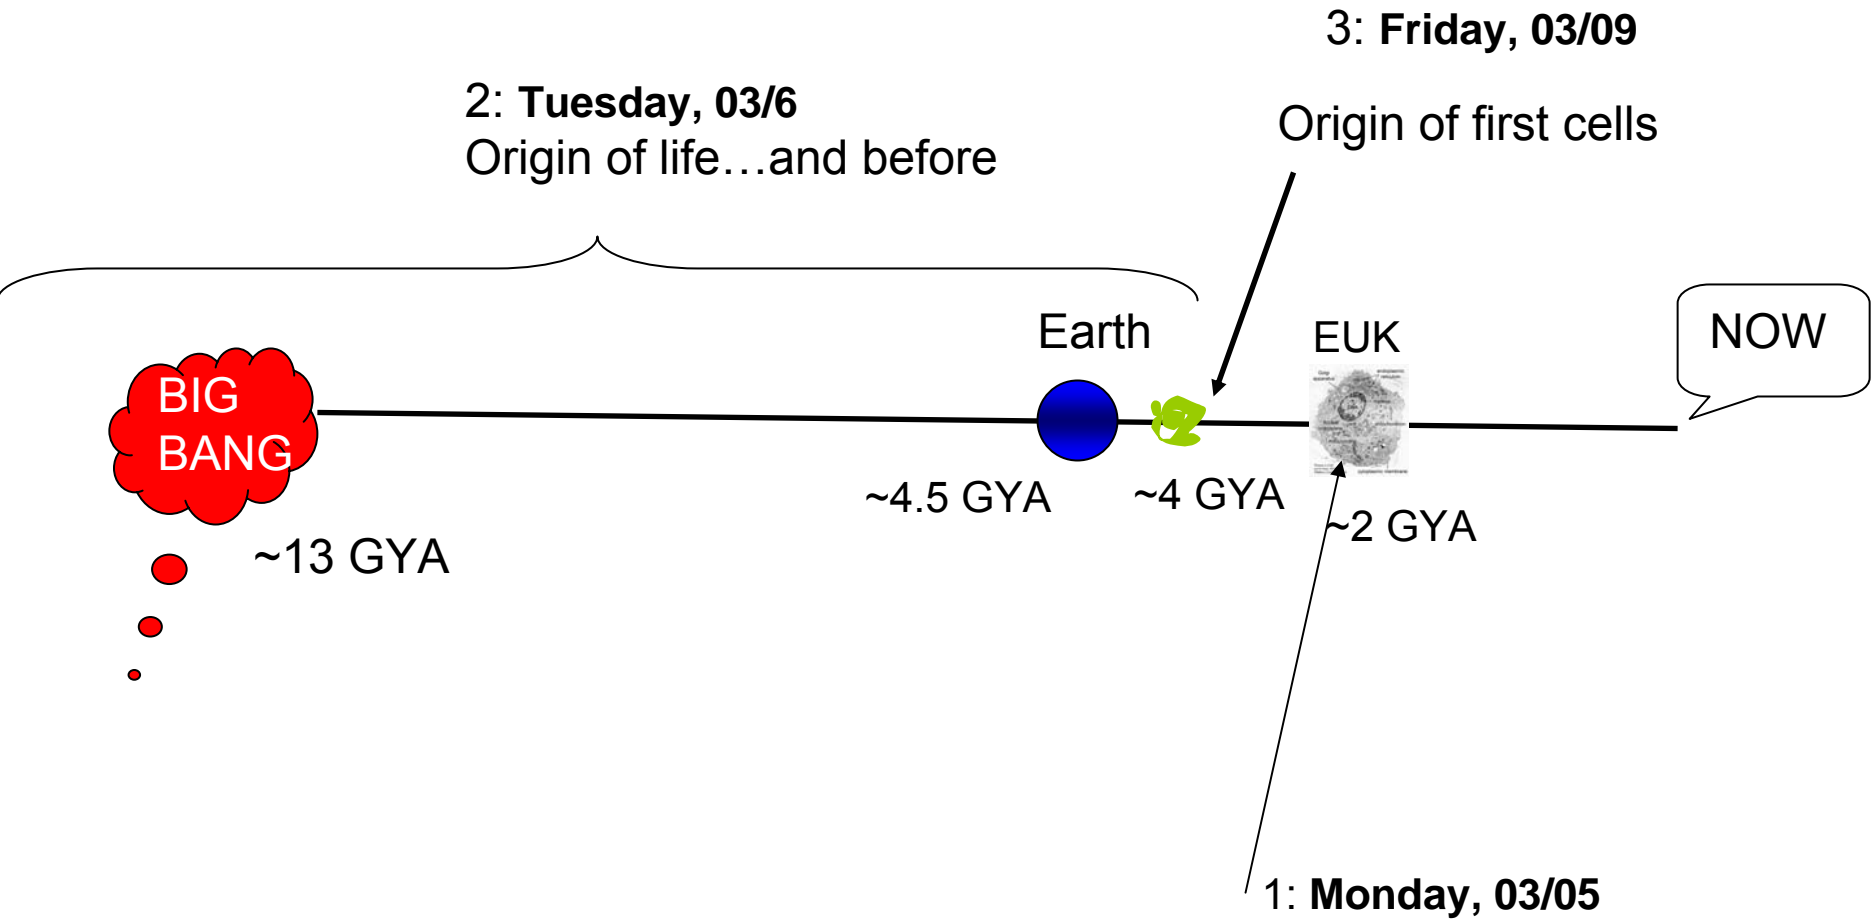 3: Friday, 03/09
2: Tuesday, 03/6
Origin of life…and before
Origin of first cells
Earth
EUK
NOW
BIG
BANG
~4.5 GYA
~4 GYA
~2 GYA
~13 GYA
1: Monday, 03/05